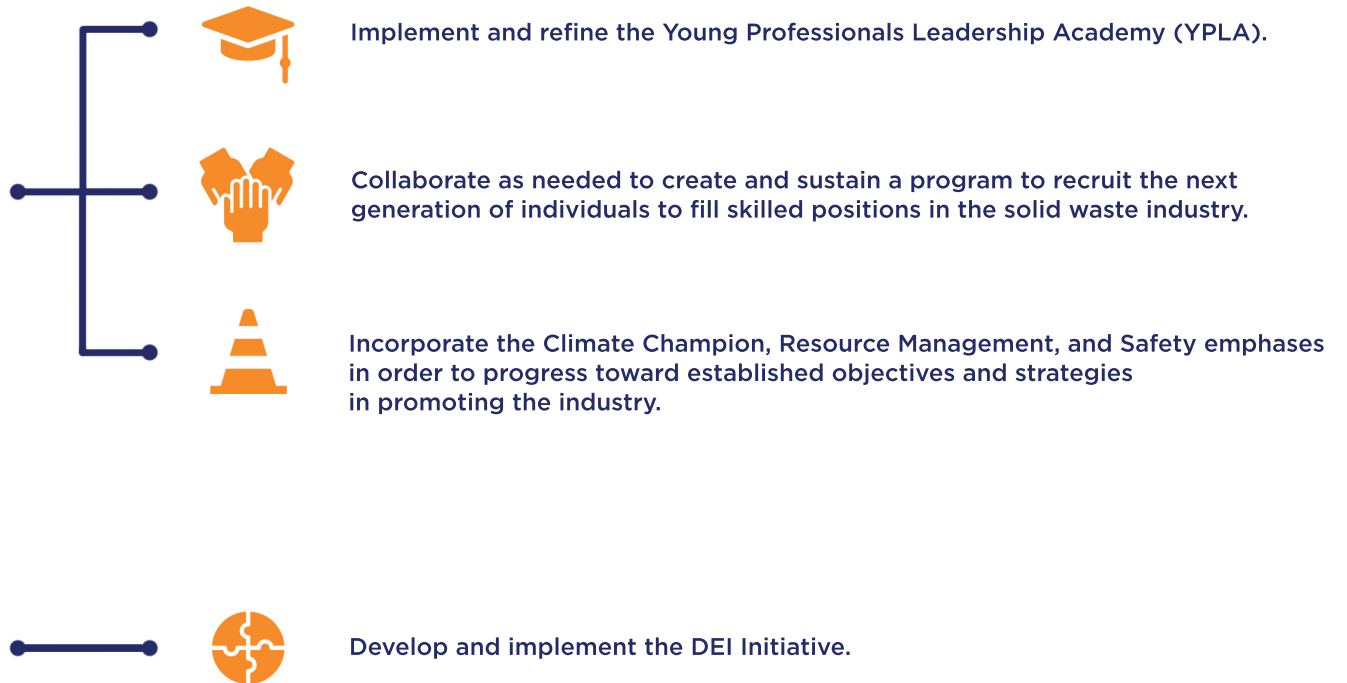 Implement and refine the Young Professionals Leadership Academy (YPLA).
Collaborate as needed to create and sustain a program to recruit the next
generation of individuals to fill skilled positions in the solid waste industry.
Incorporate the Climate Champion, Resource Management, and Safety emphases
in order to progress toward established objectives and strategies
in promoting the industry.
Develop and implement the DEI Initiative.